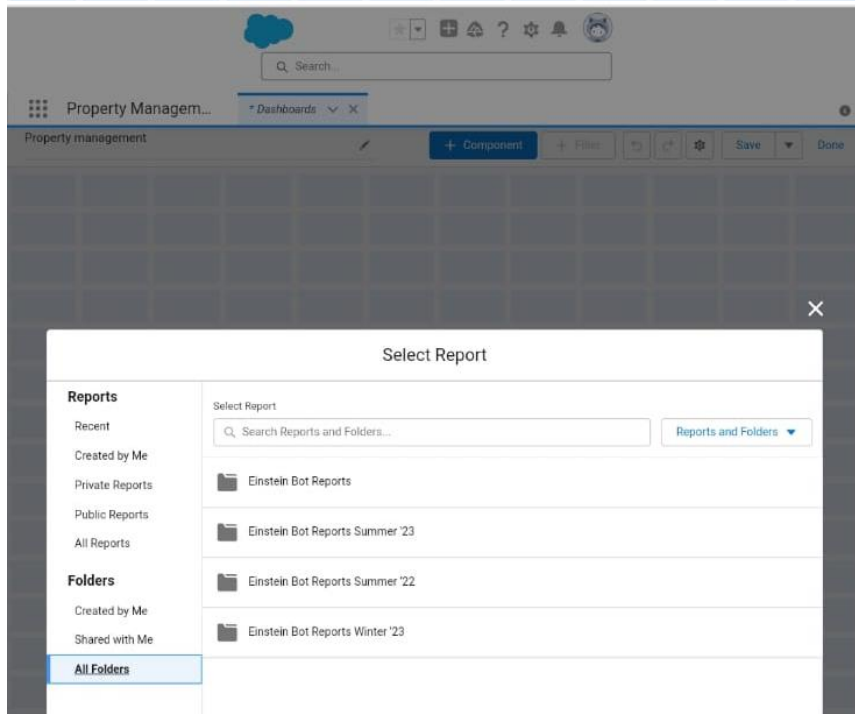 Search...
Property Managem...
* Dashboards
Property management
+ Component
+ Filter
Save
Done
Select Report
Reports
Recent
Created by Me
Private Reports
Public Reports
All Reports
Folders
Created by Me
Shared with Me
All Folders
Select Report
Search Reports and Folders...
Reports and Folders
Einstein Bot Reports
Einstein Bot Reports Summer '23
Einstein Bot Reports Summer '22
Einstein Bot Reports Winter '23